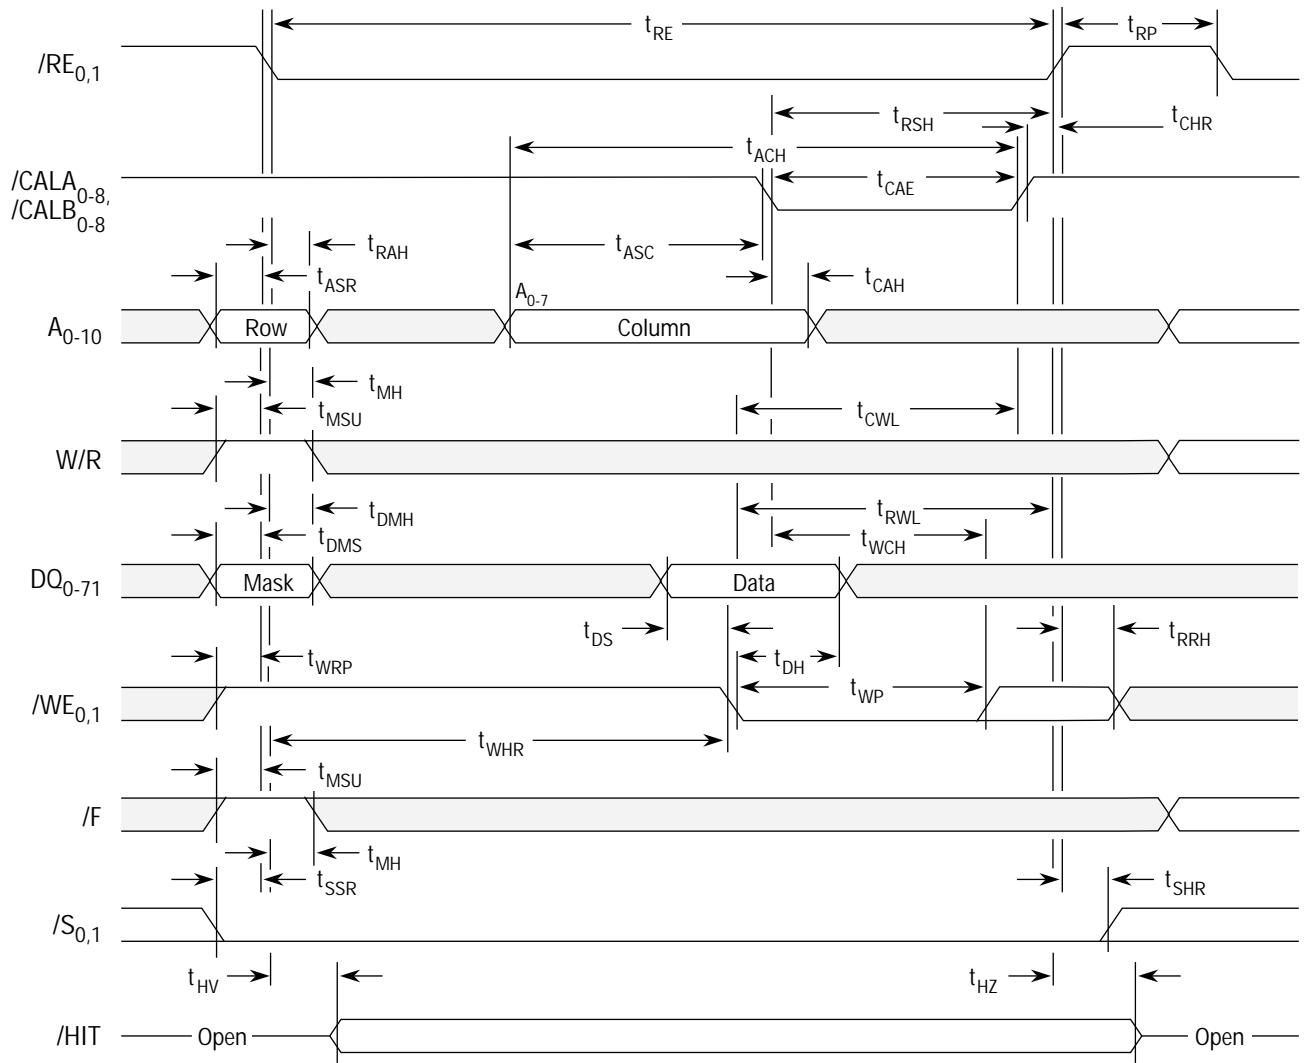 tRE
tRP
/RE0,1
tRSH
tCHR
tACH
/CALA0-8,
/CALB0-8
tCAE
tRAH
tASC
tASR
tCAH
A0-7
A0-10
Row
Column
tMH
tMSU
tCWL
W/R
tDMH
tRWL
tDMS
tWCH
DQ0-71
Mask
Data
tDS
tRRH
tWRP
tDH
tWP
/WE0,1
tWHR
tMSU
/F
tMH
tSSR
tSHR
/S0,1
tHV
tHZ
/HIT
Open
Open